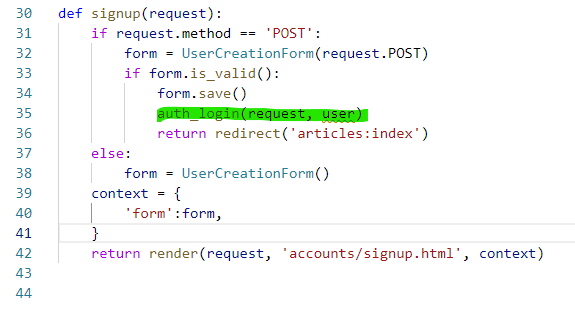 30 def signup(request):
31     if request.method == 'POST':
32         form = UserCreationForm(request.POST)
33         if form.is_valid():
34             form.save()
35             auth_login(request, user)
36             return redirect('articles:index')
37     else:
38         form = UserCreationForm()
39     context = {
40         'form':form,
41     }
42     return render(request, 'accounts/signup.html', context)
43
44